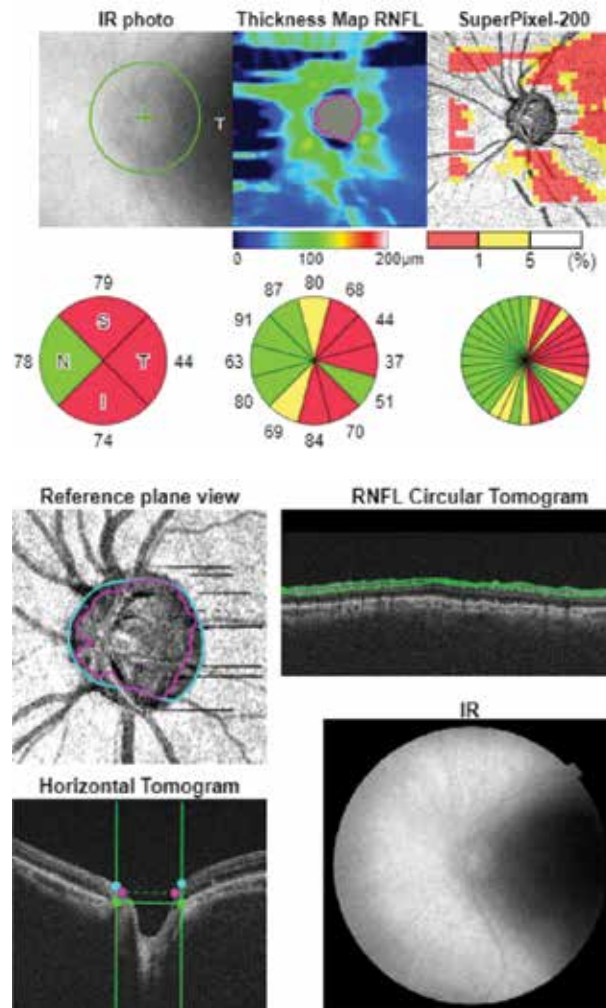 IR photo
Thickness Map RNFL
SuperPixel-200
T
0 100 200μm
1 5 (%)
79
S
78 N T 44
I
74
80
87 68
91 44
63 37
80 51
69 70
84
Reference plane view
RNFL Circular Tomogram
Horizontal Tomogram
IR